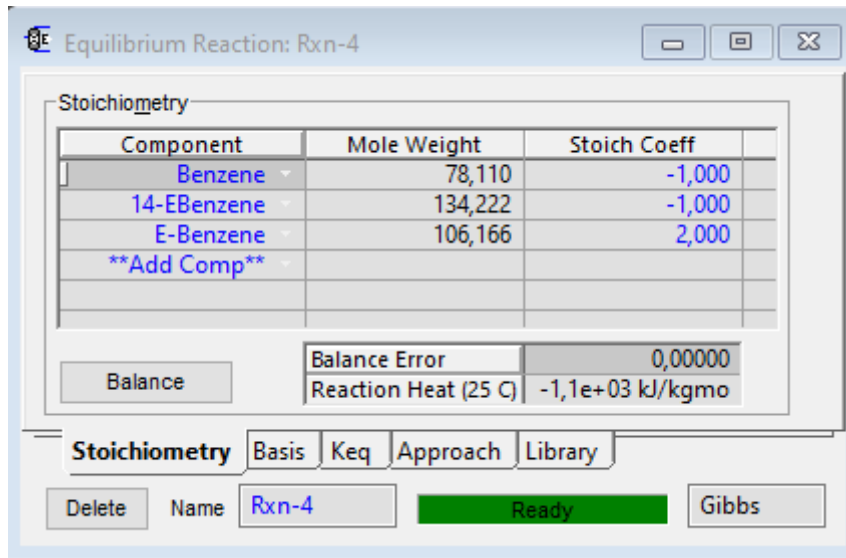 Equilibrium Reaction: Rxn-4
Stoichiometry
Component Mole Weight Stoich Coeff
Benzene 78,110 -1,000
14-EBenzene 134,222 -1,000
E-Benzene 106,166 2,000
**Add Comp**
Balance Error 0,00000
Balance
Reaction Heat (25 C) -1,1e+03 kJ/kgmo
Stoichiometry Basis Keq Approach Library
Delete Name Rxn-4 Ready Gibbs